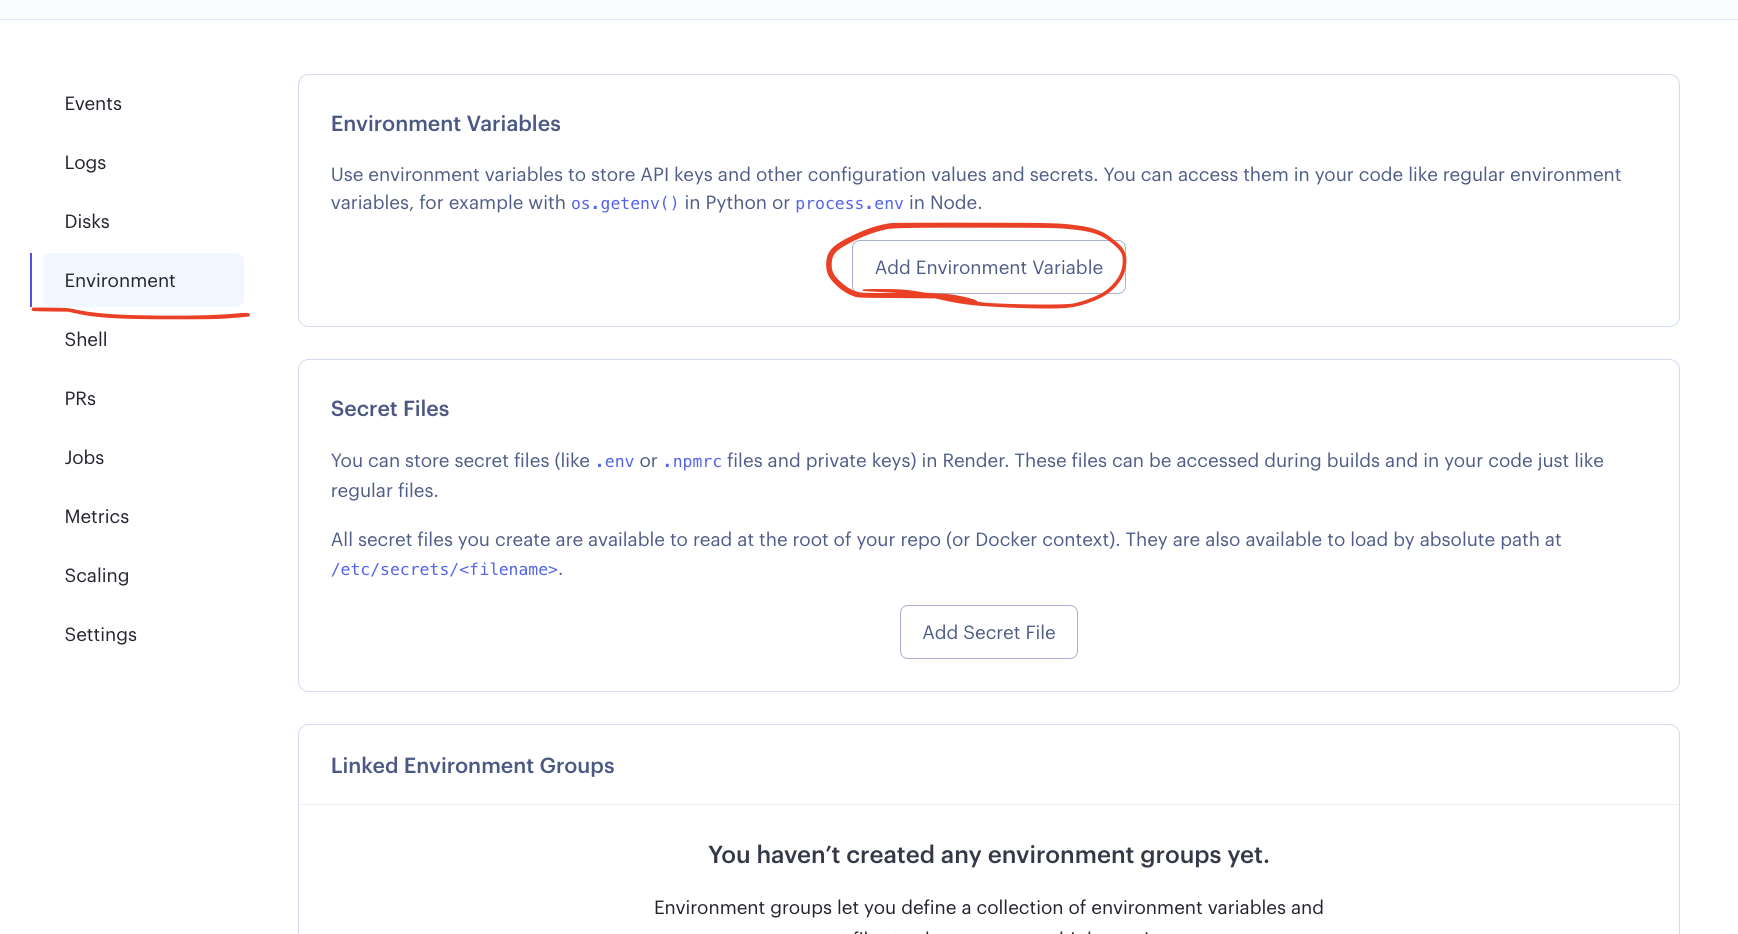 Events
Logs
Disks
Environment
Shell
PRs
Jobs
Metrics
Scaling
Settings
Environment Variables
Use environment variables to store API keys and other configuration values and secrets. You can access them in your code like regular environment
variables, for example with os.getenv() in Python or process.env in Node.
Add Environment Variable
Secret Files
You can store secret files (like .env or .npmrc files and private keys) in Render. These files can be accessed during builds and in your code just like
regular files.
All secret files you create are available to read at the root of your repo (or Docker context). They are also available to load by absolute path at
/etc/secrets/<filename>.
Add Secret File
Linked Environment Groups
You haven’t created any environment groups yet.
Environment groups let you define a collection of environment variables and